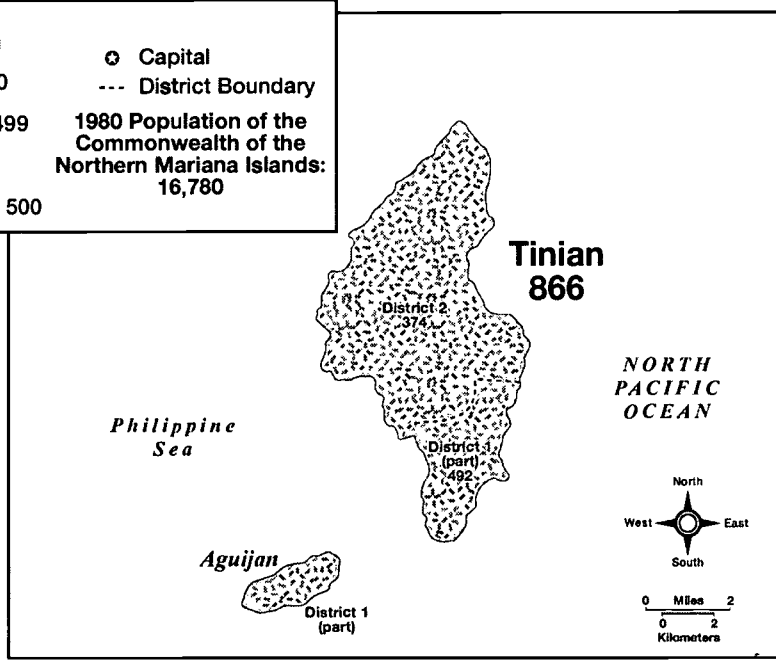 0
499
500
Capital
--- District Boundary
1980 Population of the
Commonwealth of the
Northern Mariana Islands:
16,780
Tinian
866
District 2
374
NORTH
PACIFIC
OCEAN
Philippine
Sea
District 1
(part)
492
North
West
East
South
Aguijan
District 1
(part)
0 Miles 2
0 2
Kilometers